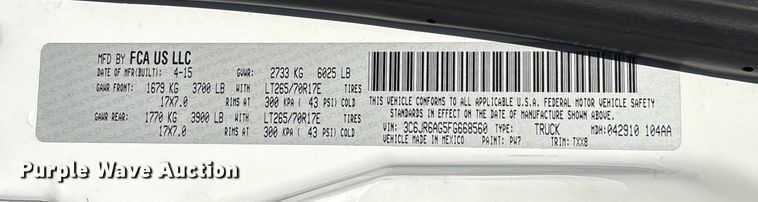 MFD BY FCA US LLC
DATE OF MFR(BUILT): 4-15 GVWR: 2733 KG 6025 LB
GAWR FRONT: 1679 KG 3700 LB WITH LT265/70R17E TIRES
17X7.0 RIMS AT 300 KPA ( 43 PSI) COLD
GAWR REAR: 1770 KG 3900 LB WITH LT265/70R17E TIRES
17X7.0 RIMS AT 300 KPA ( 43 PSI) COLD
THIS VEHICLE CONFORMS TO ALL APPLICABLE U.S.A. FEDERAL MOTOR VEHICLE SAFETY
STANDARDS IN EFFECT ON THE DATE OF MANUFACTURE SHOWN ABOVE.
VIN: 3C6JR6AG5FG668560 TYPE: TRUCK MDH: 042910 104AA
VEHICLE MADE IN MEXICO PAINT: PW7 TRIM: TXX8
Purple Wave Auction